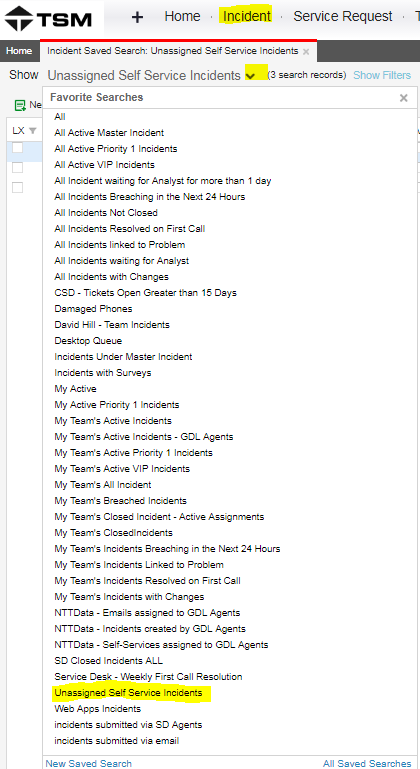 TSM + Home Incident Service Request
Home Incident Saved Search: Unassigned Self Service Incidents ×
Show Unassigned Self Service Incidents (3 search records) Show Filters
Favorite Searches ×
LX
All
All Active Master Incident
All Active Priority 1 Incidents
All Active VIP Incidents
All Incident waiting for Analyst for more than 1 day
All Incidents Breaching in the Next 24 Hours
All Incidents Not Closed
All Incidents Resolved on First Call
All Incidents linked to Problem
All Incidents waiting for Analyst
All Incidents with Changes
CSD - Tickets Open Greater than 15 Days
Damaged Phones
David Hill - Team Incidents
Desktop Queue
Incidents Under Master Incident
Incidents with Surveys
My Active
My Active Priority 1 Incidents
My Team's Active Incidents
My Team's Active Incidents - GDL Agents
My Team's Active Priority 1 Incidents
My Team's Active VIP Incidents
My Team's All Incident
My Team's Breached Incidents
My Team's Closed Incident - Active Assignments
My Team's ClosedIncidents
My Team's Incidents Breaching in the Next 24 Hours
My Team's Incidents Linked to Problem
My Team's Incidents Resolved on First Call
My Team's Incidents with Changes
NTTData - Emails assigned to GDL Agents
NTTData - Incidents created by GDL Agents
NTTData - Self-Services assigned to GDL Agents
SD Closed Incidents ALL
Service Desk - Weekly First Call Resolution
Unassigned Self Service Incidents
Web Apps Incidents
incidents submitted via SD Agents
incidents submitted via email
New Saved Search All Saved Searches